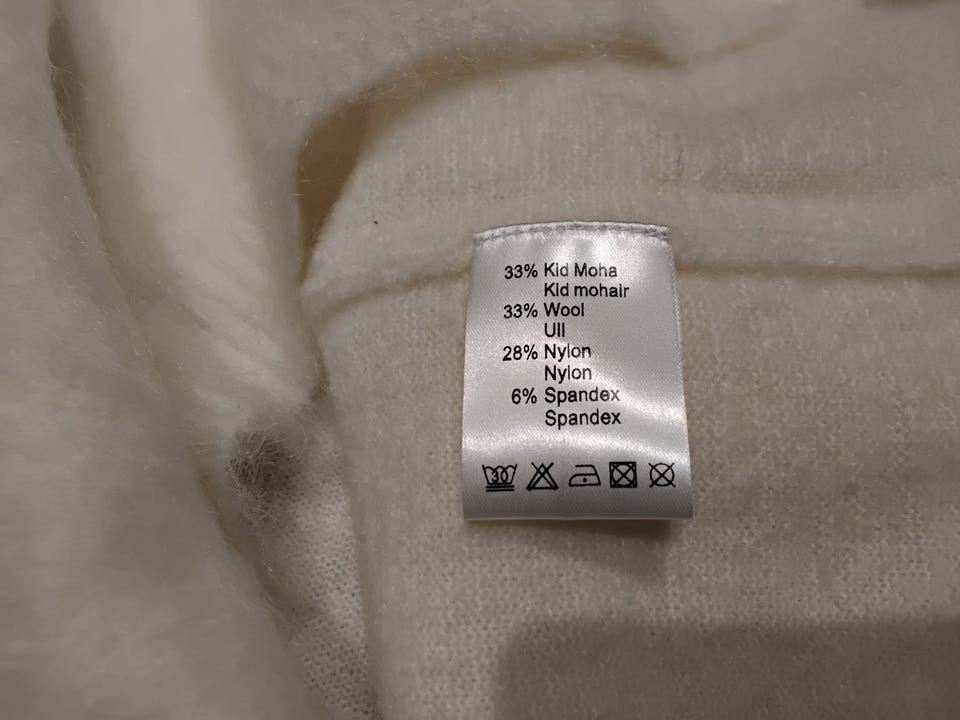 33% Kid Moha
Kid mohair
33% Wool
Ull
28% Nylon
Nylon
6% Spandex
Spandex
30